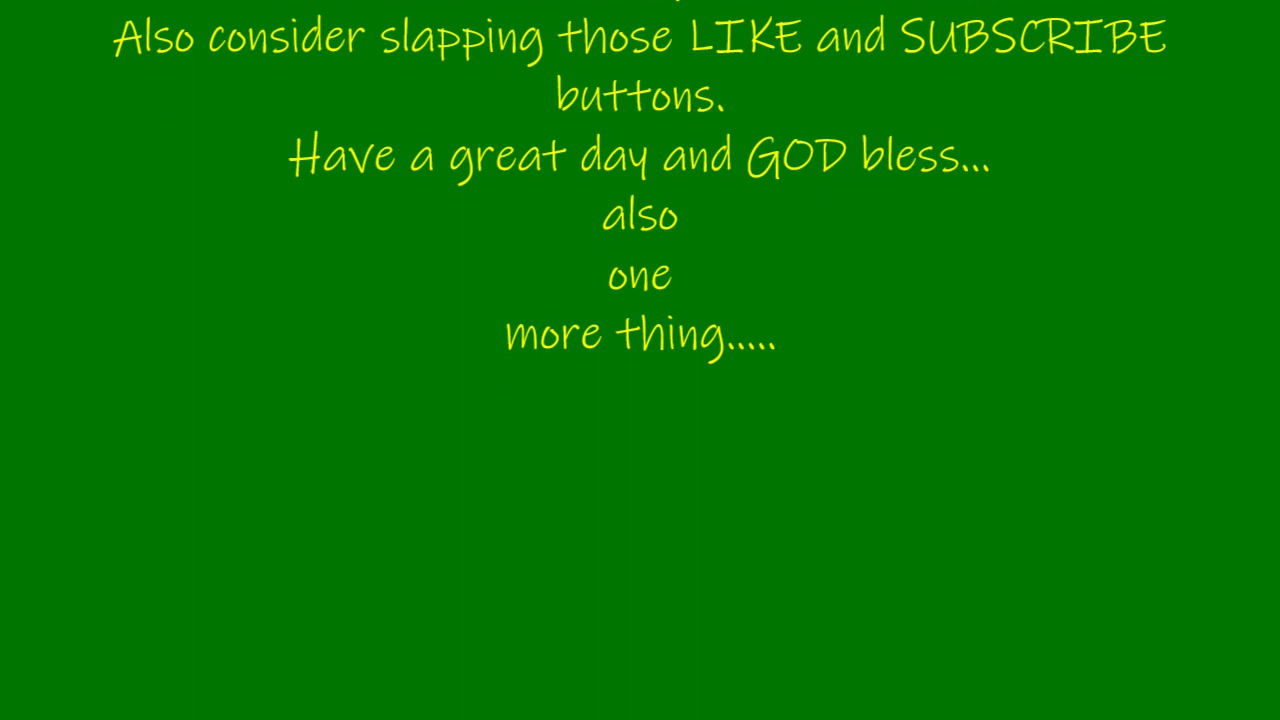 Also consider slapping those LIKE and SUBSCRIBE
buttons.
Have a great day and GOD bless...
also
one
more thing.....